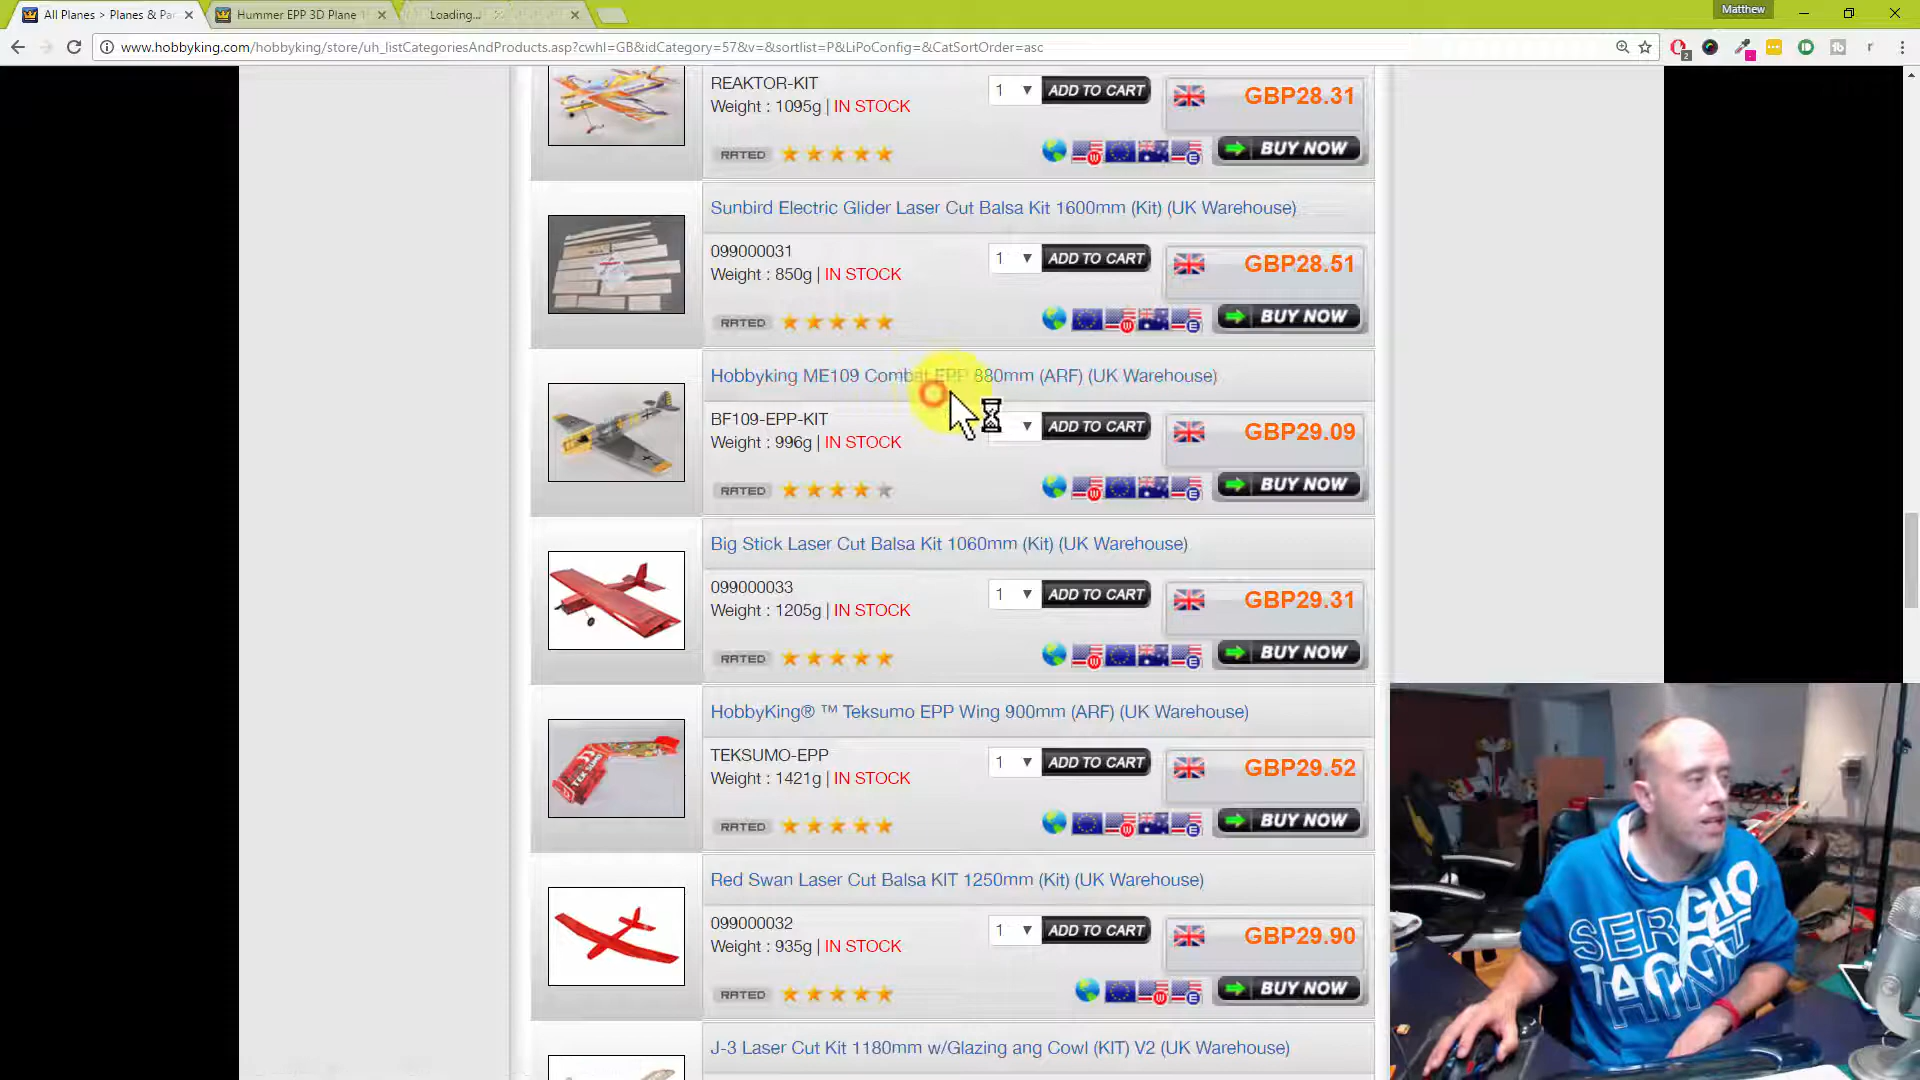 All Planes > Planes & Pa
Hummer EPP 3D Plane 1
Loading...
Matthew
www.hobbyking.com/hobbyking/store/uh_listCategoriesAndProducts.asp?cwhl=GB&idCategory=57&v=&sortlist=P&LiPoConfig=&CatSortOrder=asc
REAKTOR-KIT
Weight : 1095g | IN STOCK
1 ADD TO CART
GBP28.31
RATED
BUY NOW
Sunbird Electric Glider Laser Cut Balsa Kit 1600mm (Kit) (UK Warehouse)
099000031
Weight : 850g | IN STOCK
1 ADD TO CART
GBP28.51
RATED
BUY NOW
Hobbyking ME109 Combat EPP 880mm (ARF) (UK Warehouse)
BF109-EPP-KIT
Weight : 996g | IN STOCK
ADD TO CART
GBP29.09
RATED
BUY NOW
Big Stick Laser Cut Balsa Kit 1060mm (Kit) (UK Warehouse)
099000033
Weight : 1205g | IN STOCK
1 ADD TO CART
GBP29.31
RATED
BUY NOW
HobbyKing® ™ Teksumo EPP Wing 900mm (ARF) (UK Warehouse)
TEKSUMO-EPP
Weight : 1421g | IN STOCK
1 ADD TO CART
GBP29.52
RATED
BUY NOW
Red Swan Laser Cut Balsa KIT 1250mm (Kit) (UK Warehouse)
099000032
Weight : 935g | IN STOCK
1 ADD TO CART
GBP29.90
RATED
BUY NOW
J-3 Laser Cut Kit 1180mm w/Glazing ang Cowl (KIT) V2 (UK Warehouse)
SERGIO
TACCHINI